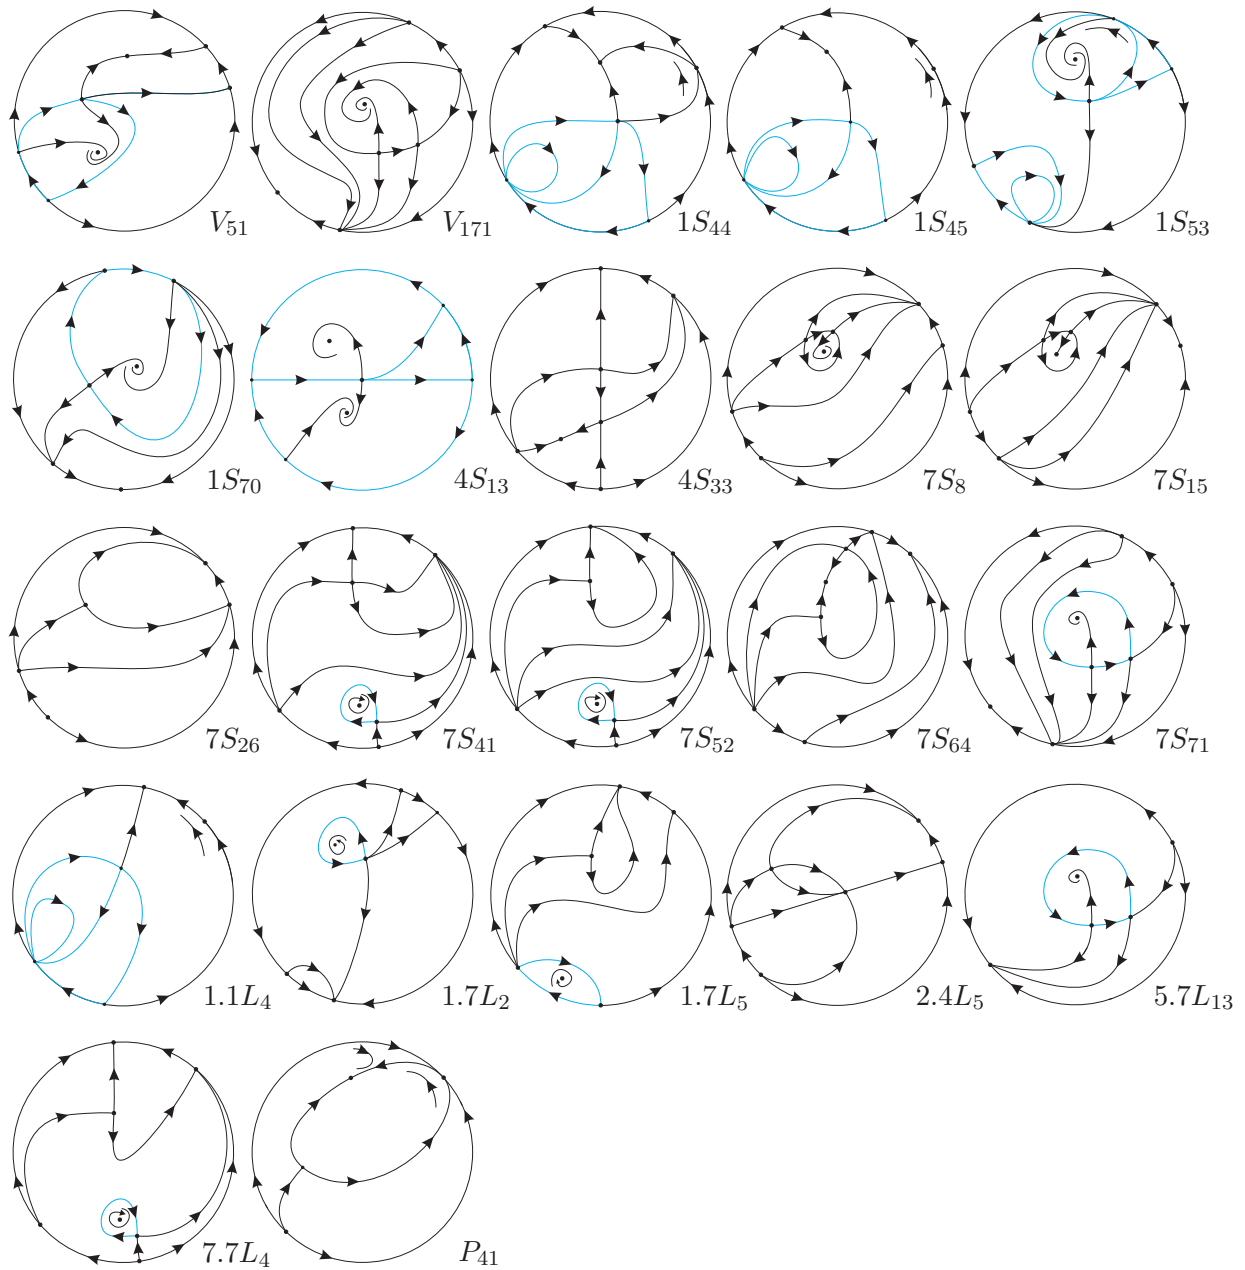 V₅₁ V₁₇₁ 1S₄₄ 1S₄₅ 1S₅₃
1S₇₀ 4S₁₃ 4S₃₃ 7S₈ 7S₁₅
7S₂₆ 7S₄₁ 7S₅₂ 7S₆₄ 7S₇₁
1.1L₄ 1.7L₂ 1.7L₅ 2.4L₅ 5.7L₁₃
7.7L₄ P₄₁